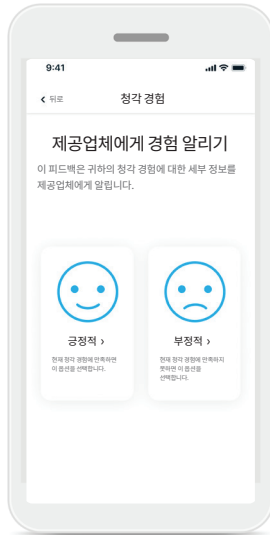 9:41
뒤로
청각 경험
제공업체에게 경험 알리기
이 피드백은 귀하의 청각 경험에 대한 세부 정보를
제공업체에게 알립니다.
긍정적 ›
현재 청각 경험에 만족하면
이 옵션을 선택합니다.
부정적 ›
현재 청각 경험에 만족하지
못하면 이 옵션을
선택합니다.